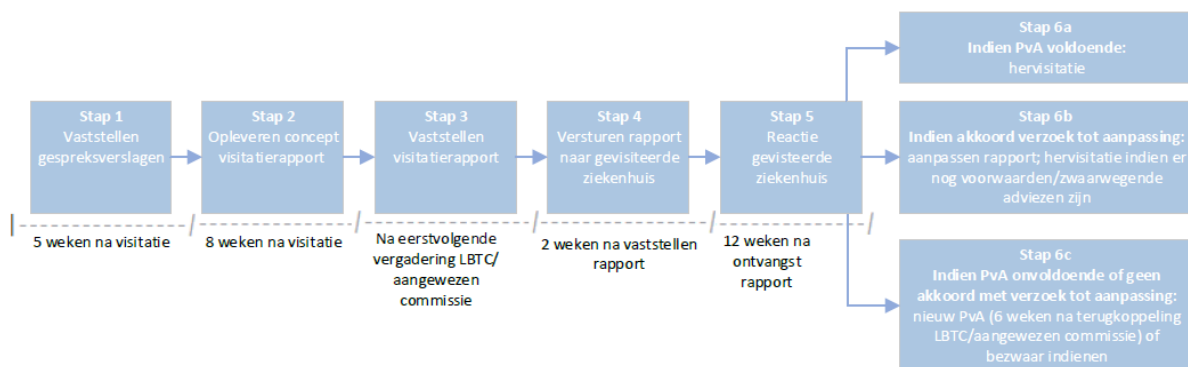 Stap 1
Vaststellen
gespreksverslagen
Stap 2
Opleveren concept
visitatierapport
Stap 3
Vaststellen
visitatierapport
Stap 4
Versturen rapport
naar gevisiteerde
ziekenhuis
Stap 5
Reactie
gevisteerde
ziekenhuis
Stap 6a
Indien PvA voldoende:
hervisitatie
Stap 6b
Indien akkoord verzoek tot aanpassing:
aanpassen rapport; hervisitatie indien er
nog voorwaarden/zwaarwegende
adviezen zijn
Stap 6c
Indien PvA onvoldoende of geen
akkoord met verzoek tot aanpassing:
nieuw PvA (6 weken na terugkoppeling
LBTC/aangewezen commissie) of
bezwaar indienen
5 weken na visitatie
8 weken na visitatie
Na eerstvolgende
vergadering LBTC/
aangewezen
commissie
2 weken na vaststellen
rapport
12 weken na
ontvangst
rapport